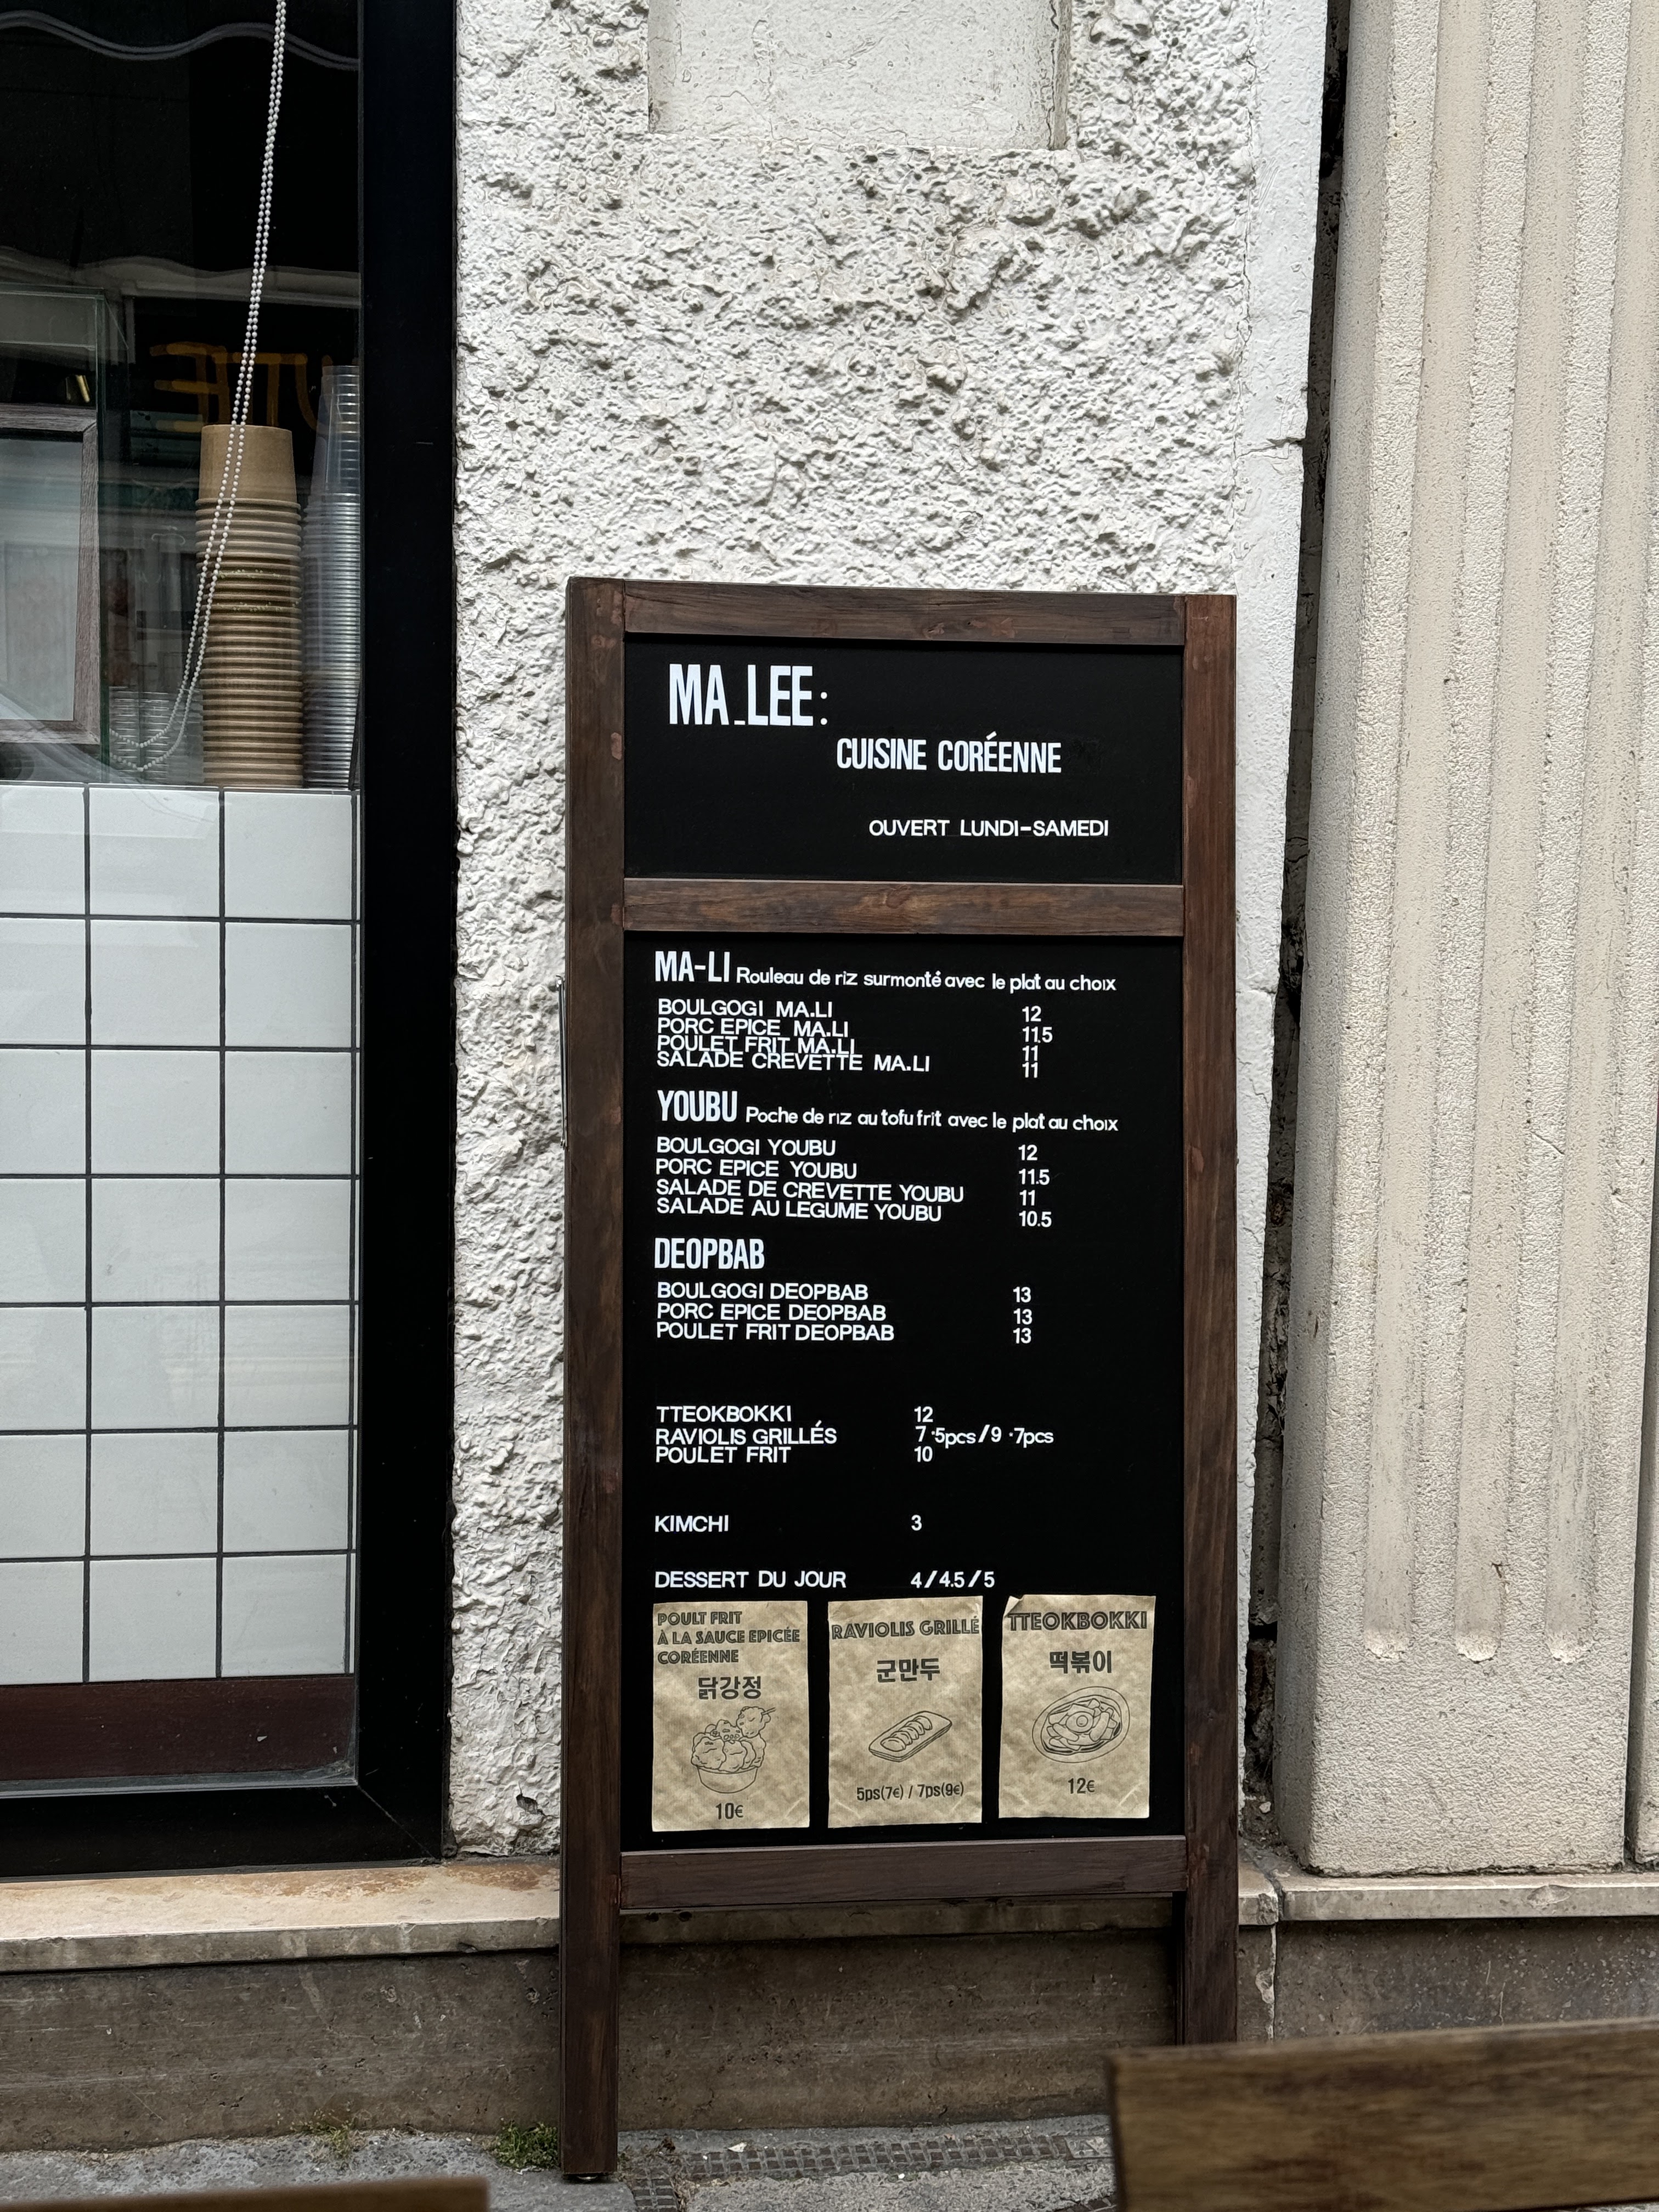 MA_LEE:
CUISINE CORÉENNE
OUVERT LUNDI-SAMEDI
MA-LI Rouleau de riz surmonté avec le plat au choix
BOULGOGI MA.LI 12
PORC EPICE MA.LI 11.5
POULET FRIT MA.LI 11
SALADE CREVETTE MA.LI 11
YOUBU Poche de riz au tofu frit avec le plat au choix
BOULGOGI YOUBU 12
PORC EPICE YOUBU 11.5
SALADE DE CREVETTE YOUBU 11
SALADE AU LEGUME YOUBU 10.5
DEOPBAB
BOULGOGI DEOPBAB 13
PORC EPICE DEOPBAB 13
POULET FRIT DEOPBAB 13
TTEOKBOKKI 12
RAVIOLIS GRILLÉS 7 ·5pcs/9 ·7pcs
POULET FRIT 10
KIMCHI 3
DESSERT DU JOUR 4/4.5/5
POULT FRIT
À LA SAUCE EPICÉE
CORÉENNE
닭강정
10€
RAVIOLIS GRILLÉ
군만두
5ps(7€) / 7ps(9€)
TTEOKBOKKI
떡볶이
12€